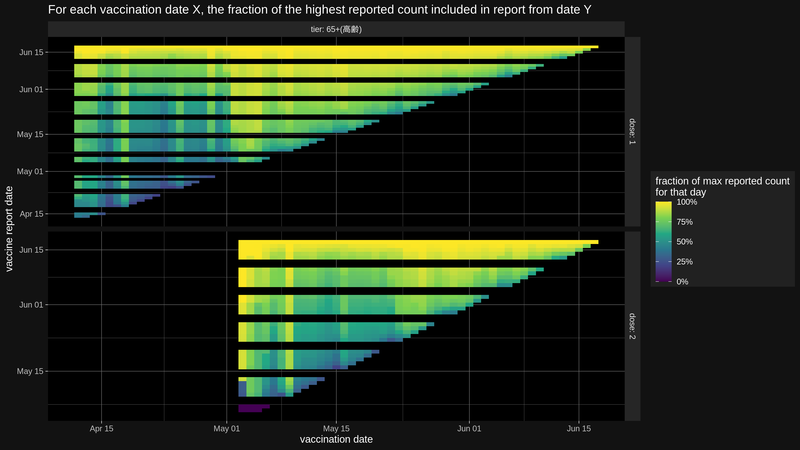 For each vaccination date X, the fraction of the highest reported count included in report from date Y
tier: 65+(高齢)
Jun 15
Jun 01
May 15
May 01
Apr 15
dose: 1
Jun 15
Jun 01
May 15
dose: 2
vaccine report date
Apr 15
May 01
May 15
Jun 01
Jun 15
vaccination date
fraction of max reported count
for that day
100%
75%
50%
25%
0%